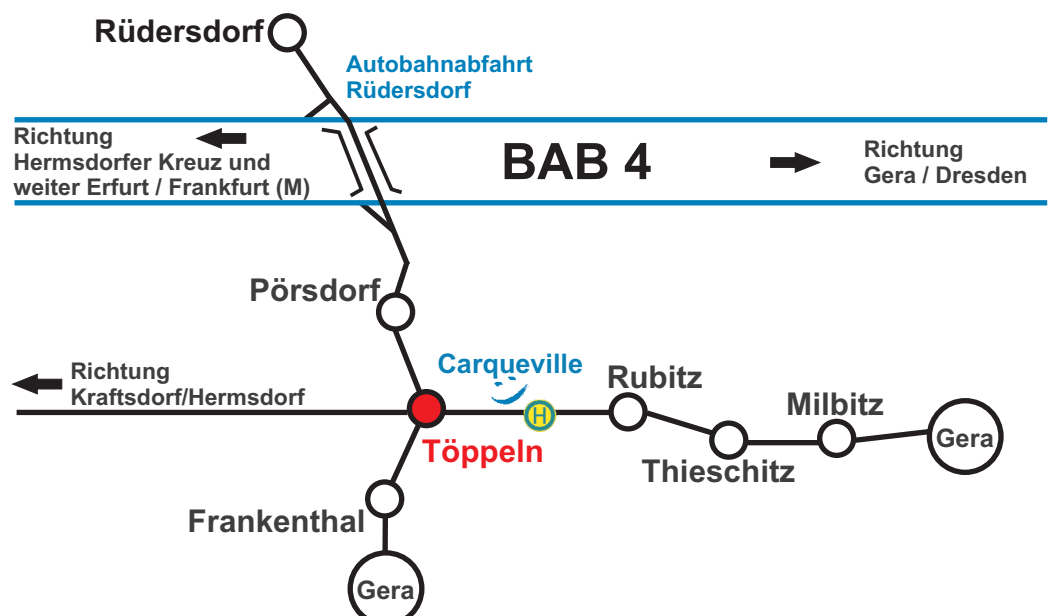 Rüdersdorf
Autobahnabfahrt
Rüdersdorf
Richtung
Hermsdorfer Kreuz und
weiter Erfurt / Frankfurt (M)
BAB 4
Richtung
Gera / Dresden
Pörsdorf
Richtung
Kraftsdorf/Hermsdorf
Carqueville
H
Rubitz
Milbitz
Gera
Töppeln
Thieschitz
Frankenthal
Gera